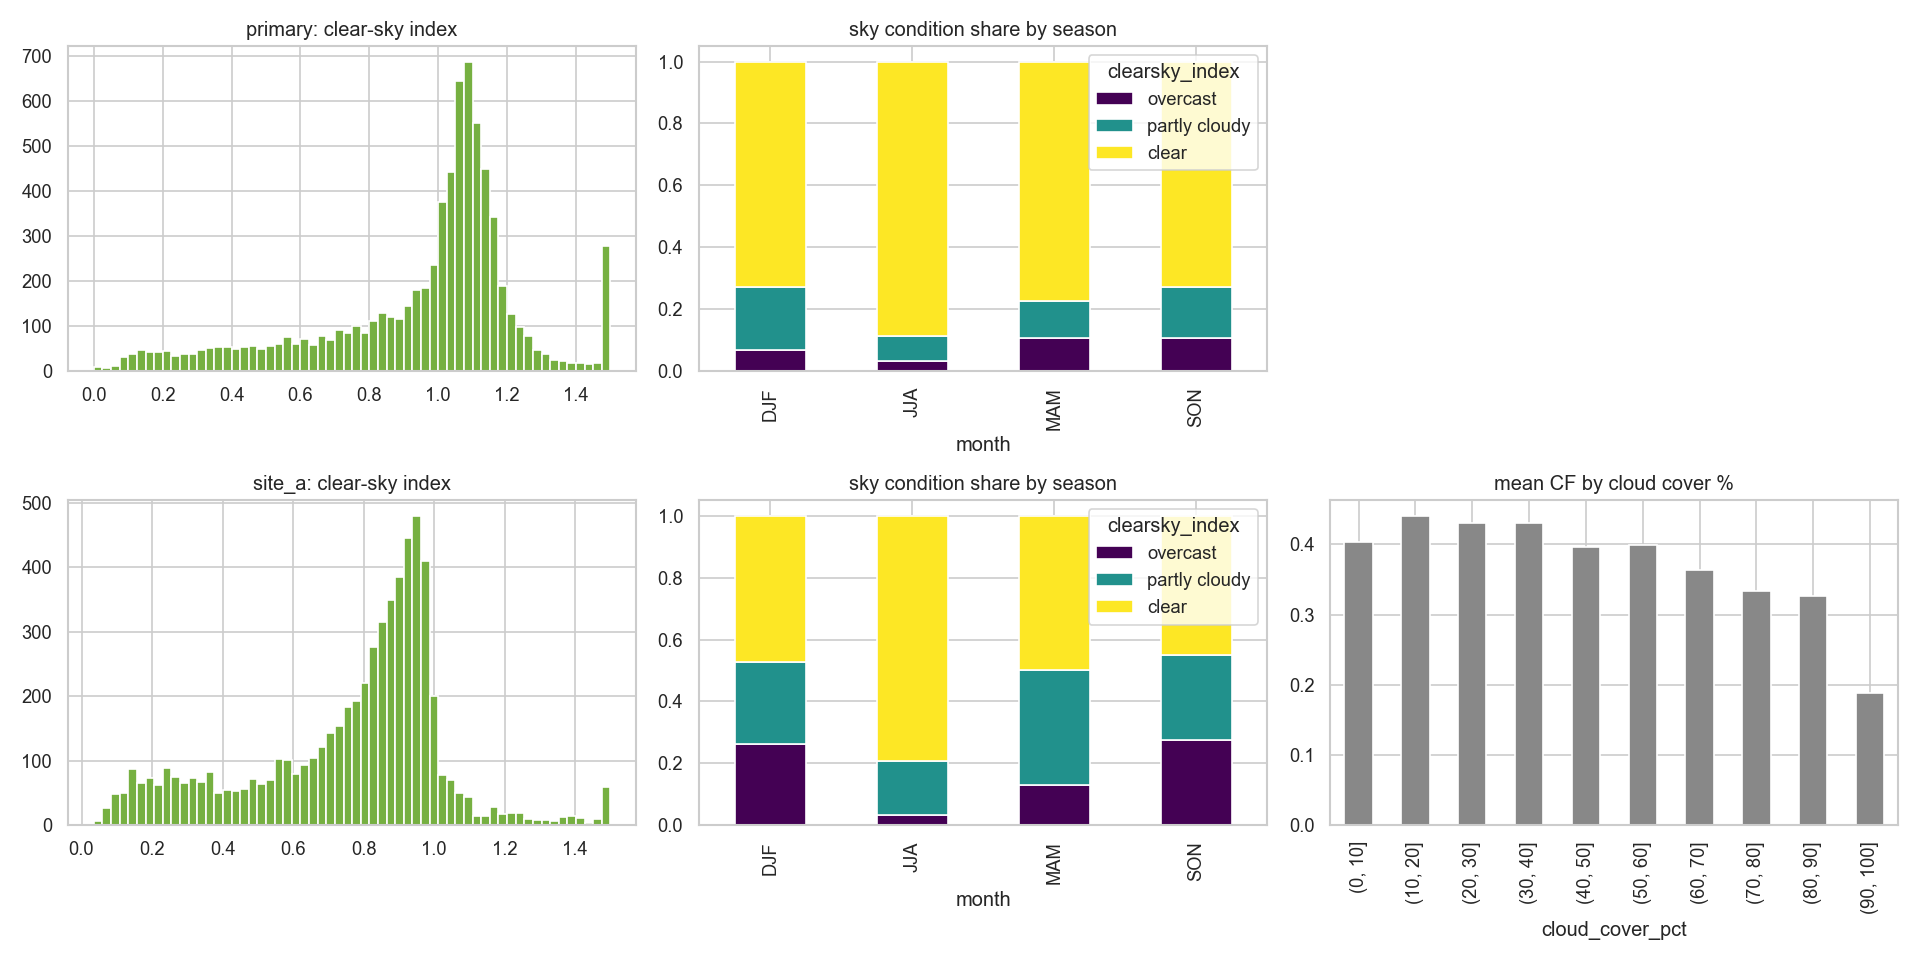 primary: clear-sky index
700
600
500
400
300
200
100
0
0.0 0.2 0.4 0.6 0.8 1.0 1.2 1.4
sky condition share by season
1.0
0.8
0.6
0.4
0.2
0.0
clearsky_index
overcast
partly cloudy
clear
DJF JJA MAM SON
month
site_a: clear-sky index
500
400
300
200
100
0
0.0 0.2 0.4 0.6 0.8 1.0 1.2 1.4
sky condition share by season
1.0
0.8
0.6
0.4
0.2
0.0
clearsky_index
overcast
partly cloudy
clear
DJF JJA MAM SON
month
mean CF by cloud cover %
0.4
0.3
0.2
0.1
0.0
(0, 10] (10, 20] (20, 30] (30, 40] (40, 50] (50, 60] (60, 70] (70, 80] (80, 90] (90, 100]
cloud_cover_pct